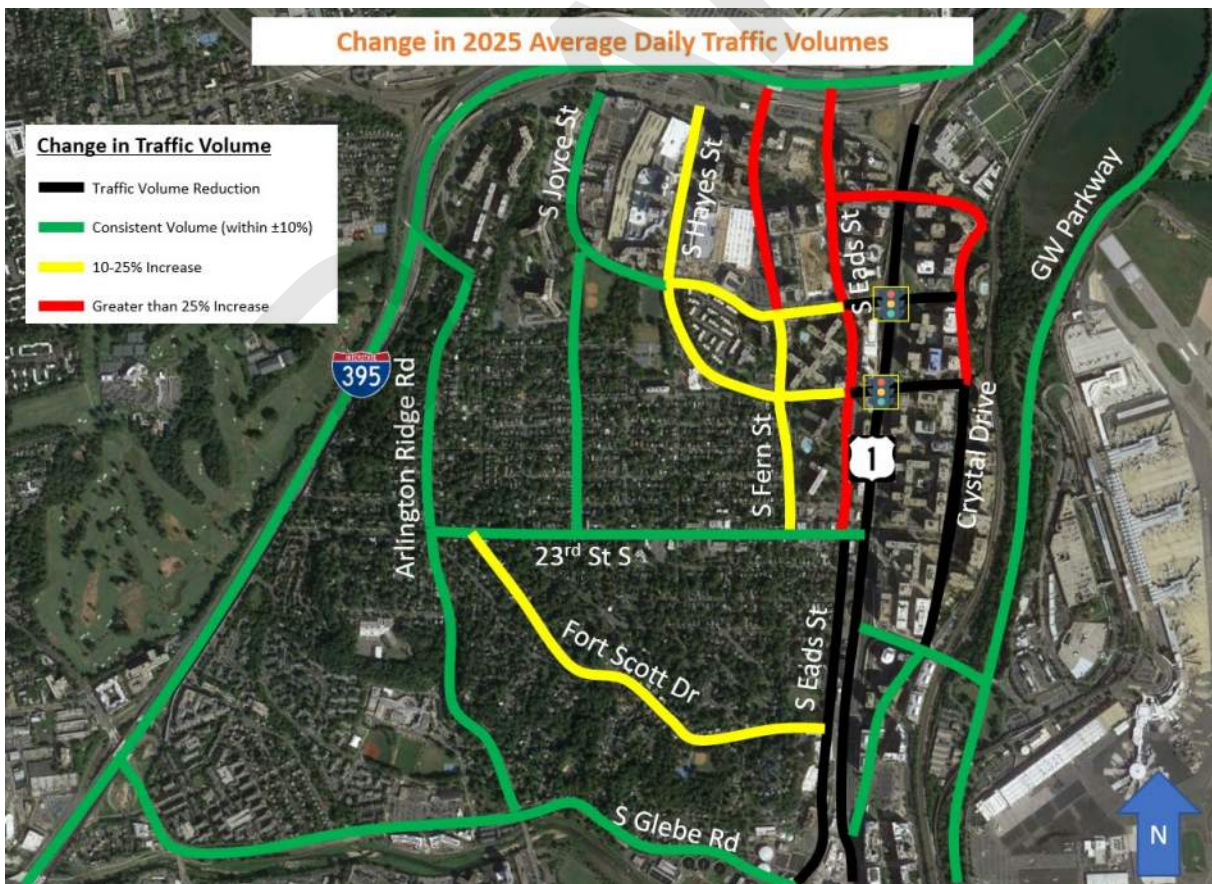 Change in 2025 Average Daily Traffic Volumes
Change in Traffic Volume
Traffic Volume Reduction
Consistent Volume (within ±10%)
10-25% Increase
Greater than 25% Increase
S Joyce St
S Hayes St
S Eads St
GW Parkway
INTERSTATE
395
Arlington Ridge Rd
S Fern St
1
Crystal Drive
23rd St S
Fort Scott Dr
S Eads St
S Glebe Rd
N